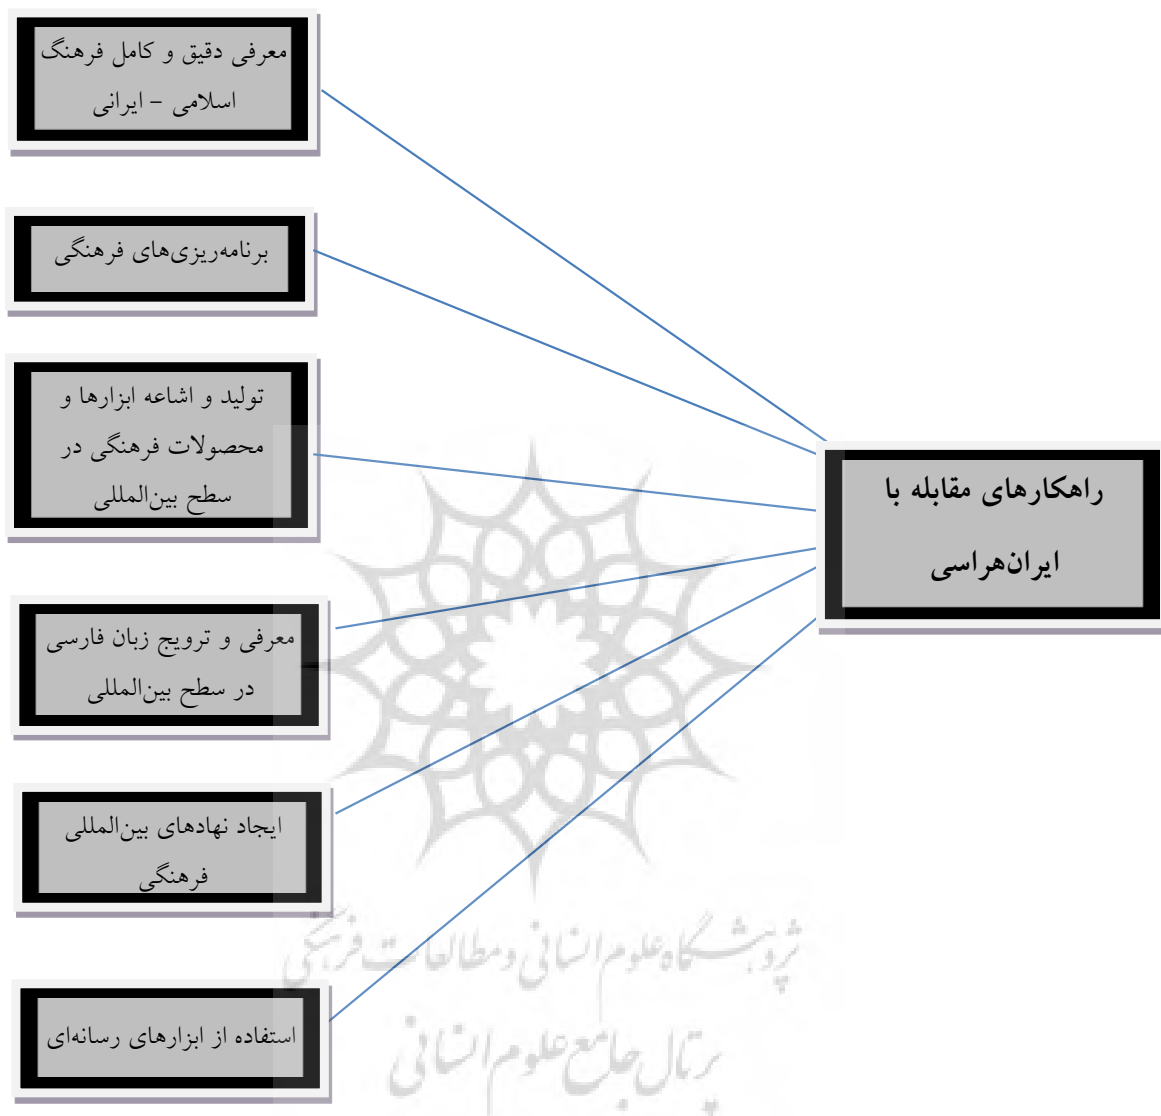 معرفی دقیق و کامل فرهنگ
اسلامی – ایرانی
برنامه‌ریزی‌های فرهنگی
تولید و اشاعه ابزارها و
محصولات فرهنگی در
سطح بین‌المللی
راهکارهای مقابله با
ایران‌هراسی
معرفی و ترویج زبان فارسی
در سطح بین‌المللی
ایجاد نهادهای بین‌المللی
فرهنگی
پژوهشگاه علوم انسانی و مطالعات فرهنگی
استفاده از ابزارهای رسانه‌ای
پرتال جامع علوم انسانی